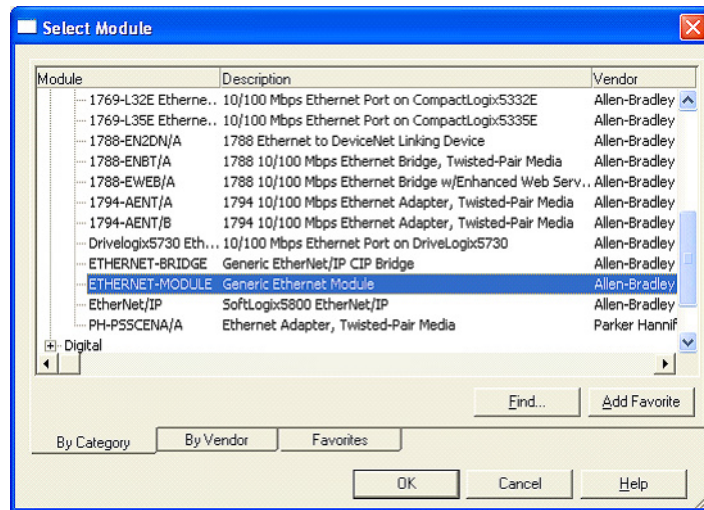 Select Module
Module Description Vendor
1769-L32E Etherne.. 10/100 Mbps Ethernet Port on CompactLogix5332E Allen-Bradley
1769-L35E Etherne.. 10/100 Mbps Ethernet Port on CompactLogix5335E Allen-Bradley
1788-EN2DN/A 1788 Ethernet to DeviceNet Linking Device Allen-Bradley
1788-ENBT/A 1788 10/100 Mbps Ethernet Bridge, Twisted-Pair Media Allen-Bradley
1788-EWEB/A 1788 10/100 Mbps Ethernet Bridge w/Enhanced Web Serv.. Allen-Bradley
1794-AENT/A 1794 10/100 Mbps Ethernet Adapter, Twisted-Pair Media Allen-Bradley
1794-AENT/B 1794 10/100 Mbps Ethernet Adapter, Twisted-Pair Media Allen-Bradley
Drivelogix5730 Eth... 10/100 Mbps Ethernet Port on DriveLogix5730 Allen-Bradley
ETHERNET-BRIDGE Generic EtherNet/IP CIP Bridge Allen-Bradley
ETHERNET-MODULE Generic Ethernet Module Allen-Bradley
EtherNet/IP SoftLogix5800 EtherNet/IP Allen-Bradley
PH-PSSCENA/A Ethernet Adapter, Twisted-Pair Media Parker Hannif
Digital
Find... Add Favorite
By Category By Vendor Favorites
OK Cancel Help